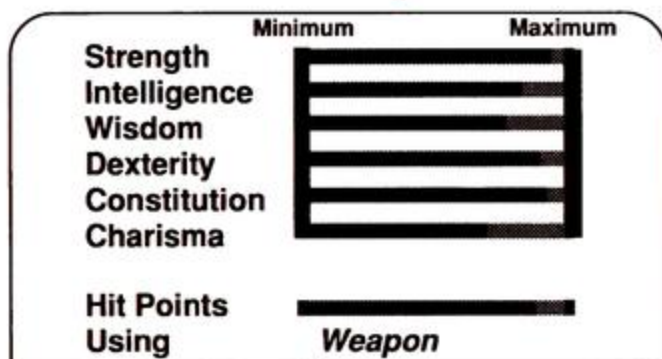 Minimum Maximum
Strength
Intelligence
Wisdom
Dexterity
Constitution
Charisma
Hit Points
Using Weapon